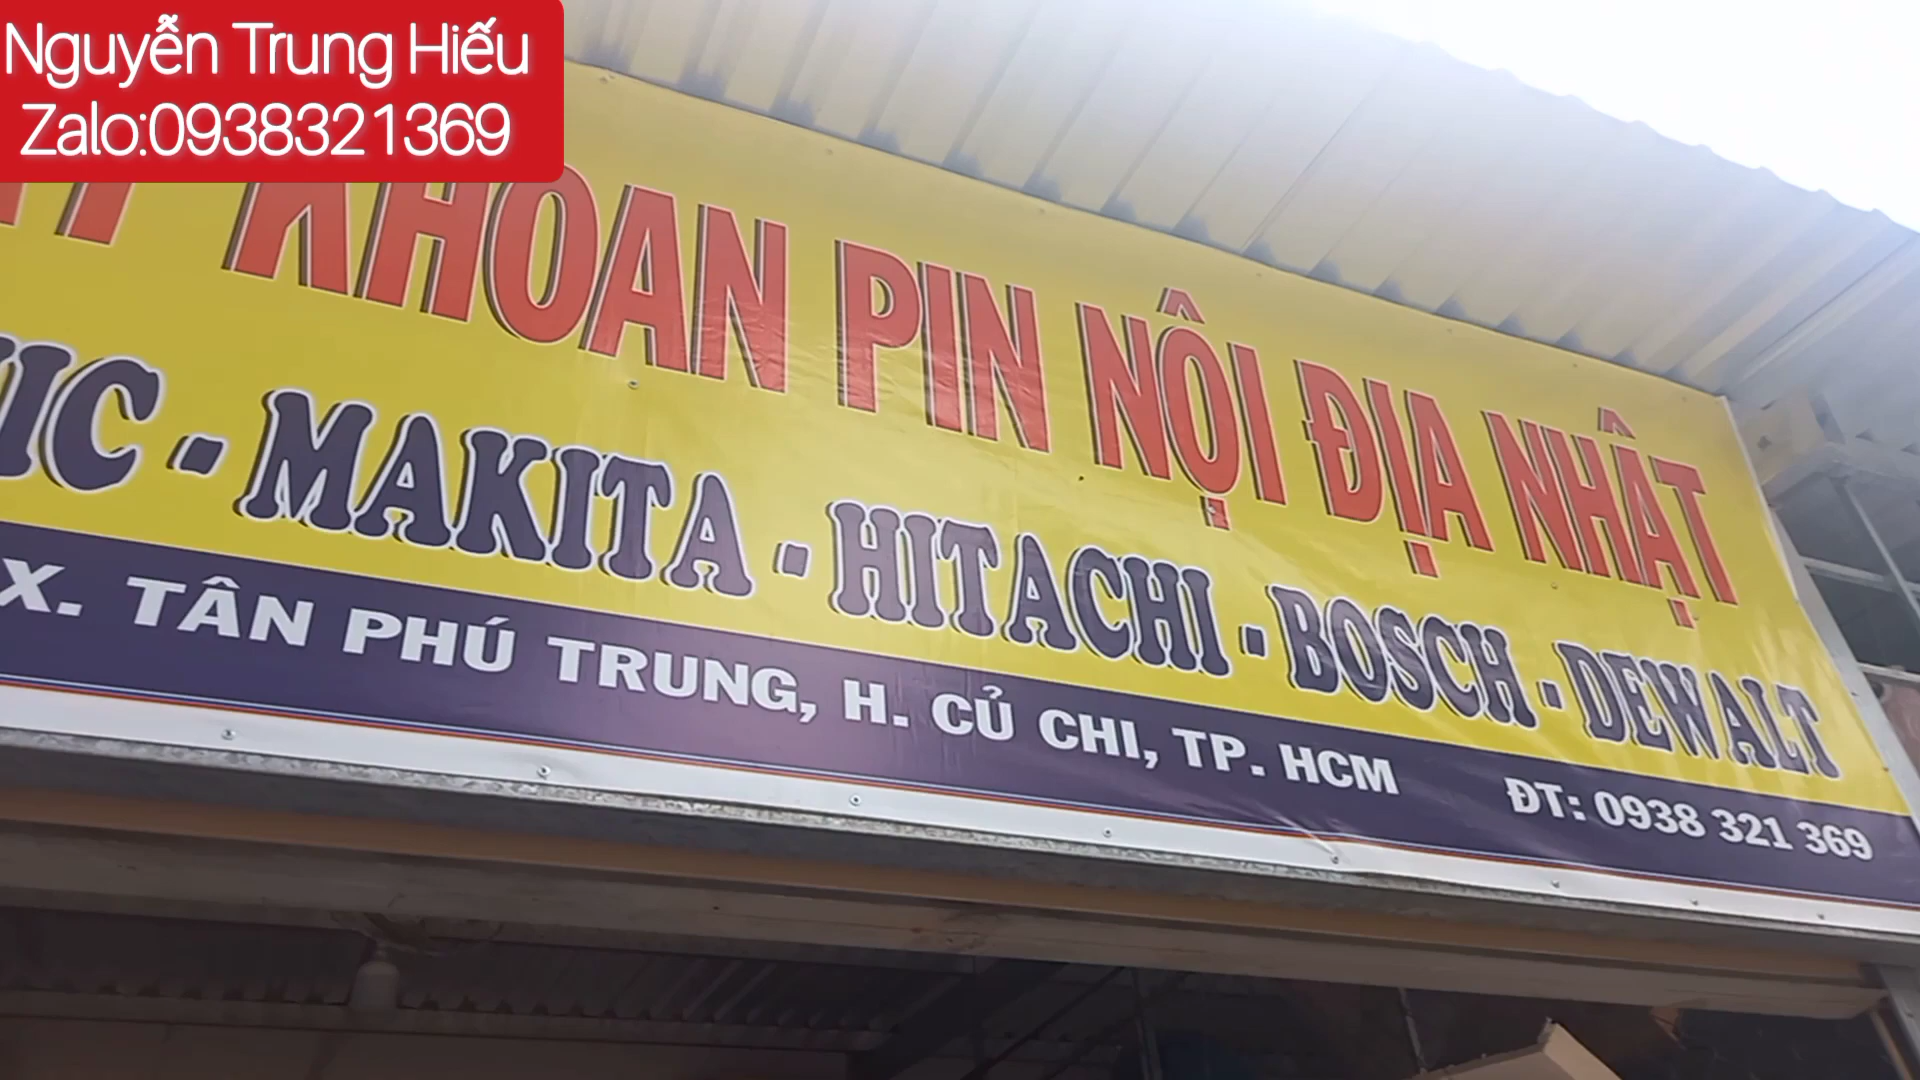 Nguyễn Trung Hiếu
Zalo:0938321369
KHOAN PIN NỘI ĐỊA NHẬT
- MAKITA - HITACHI - BOSCH - DEWALT
X. TÂN PHÚ TRUNG, H. CỦ CHI, TP. HCM ĐT: 0938 321 369